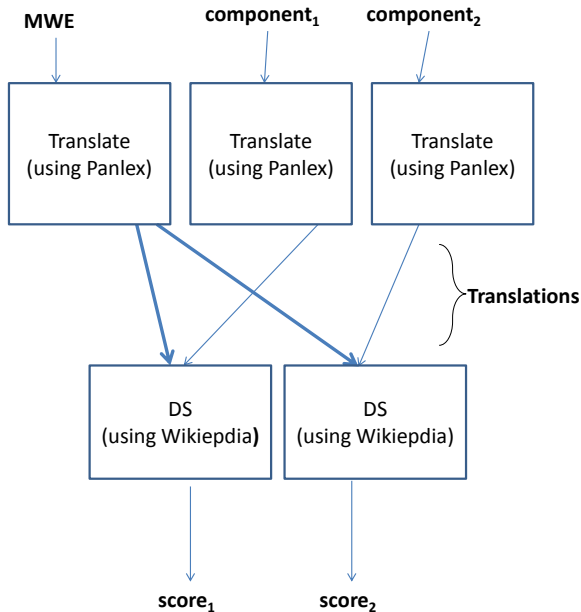 MWE
component₁
component₂
Translate
(using Panlex)
Translate
(using Panlex)
Translate
(using Panlex)
Translations
DS
(using Wikiepdia)
DS
(using Wikiepdia)
score₁
score₂